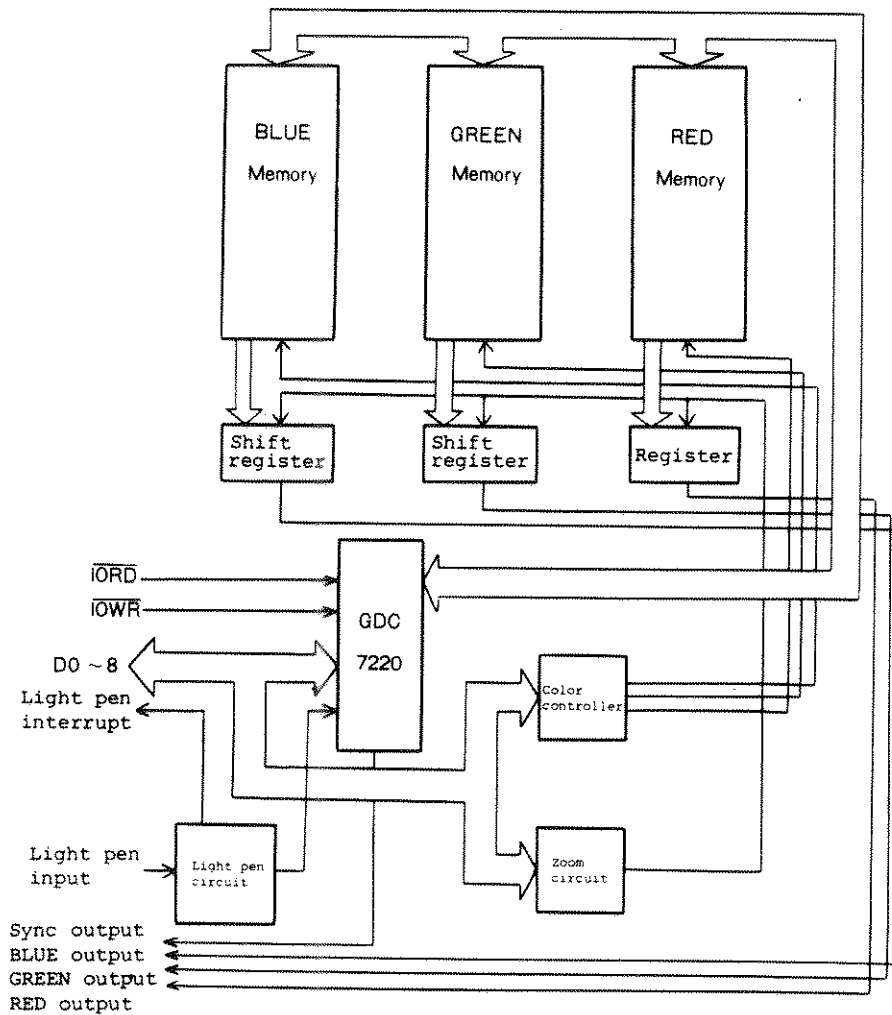 BLUE
Memory
GREEN
Memory
RED
Memory
Shift
register
Shift
register
Register
IORD
IOWR
GDC
7220
D0 ~ 8
Light pen
interrupt
Color
controller
Light pen
input
Light pen
circuit
Zoom
circuit
Sync output
BLUE output
GREEN output
RED output